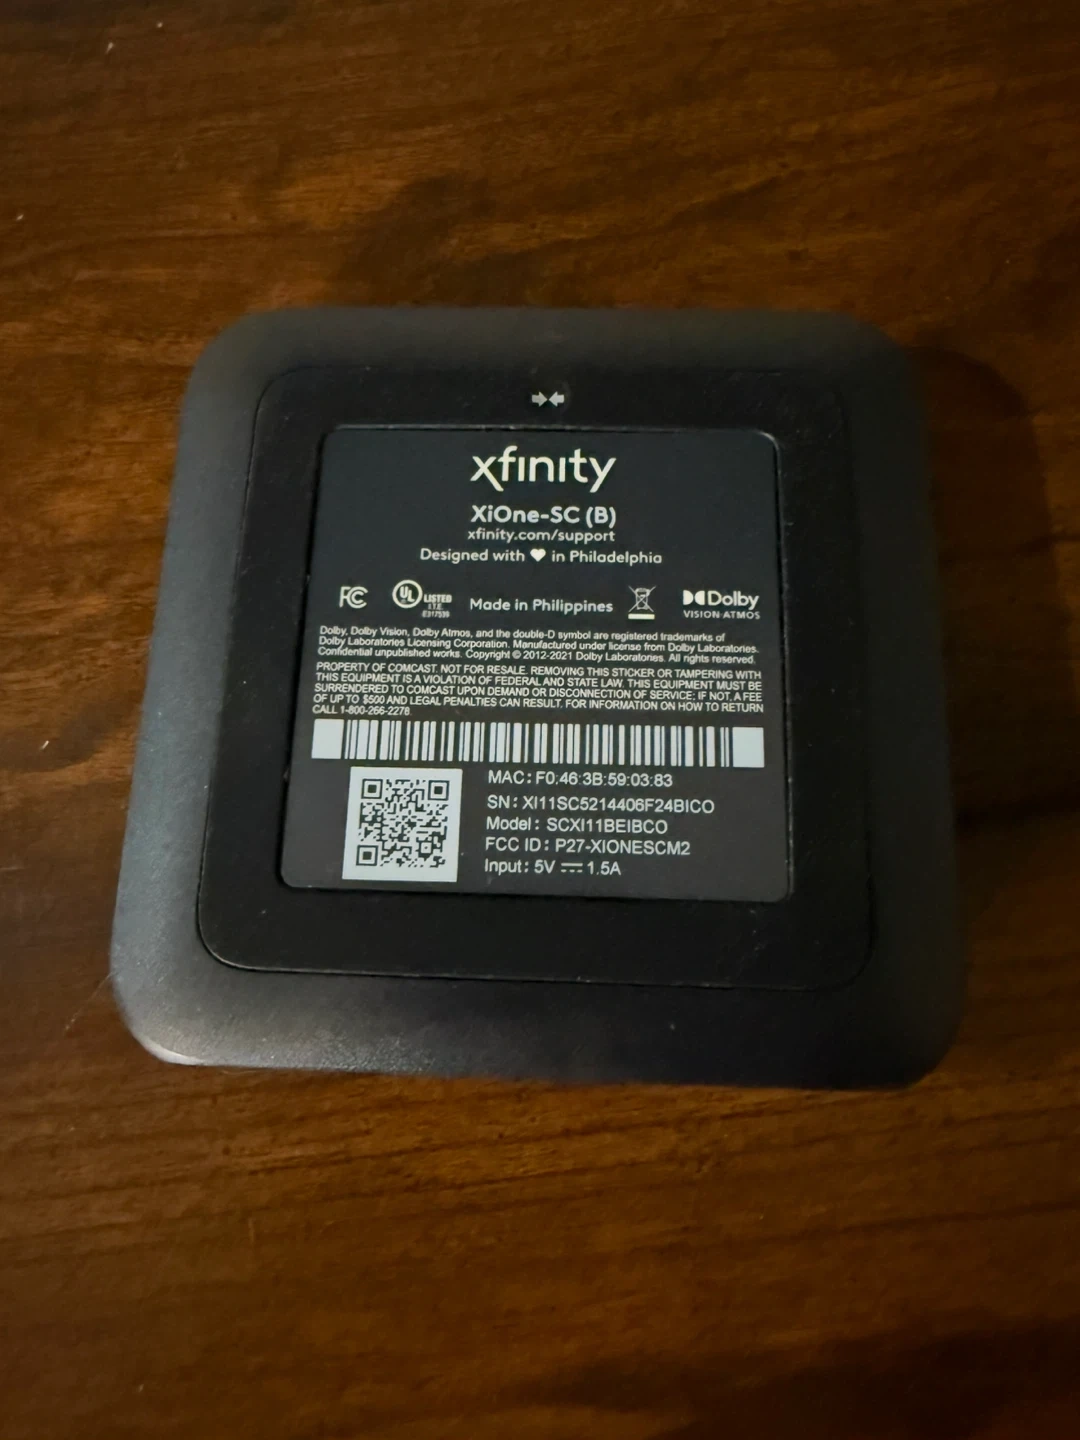 xfinity
XiOne-SC (B)
xfinity.com/support
Designed with ♥ in Philadelphia
FC UL LISTED I.T.E. E317535 Made in Philippines Dolby VISION·ATMOS
Dolby, Dolby Vision, Dolby Atmos, and the double-D symbol are registered trademarks of
Dolby Laboratories Licensing Corporation. Manufactured under license from Dolby Laboratories.
Confidential unpublished works. Copyright © 2012-2021 Dolby Laboratories. All rights reserved.
PROPERTY OF COMCAST. NOT FOR RESALE. REMOVING THIS STICKER OR TAMPERING WITH
THIS EQUIPMENT IS A VIOLATION OF FEDERAL AND STATE LAW. THIS EQUIPMENT MUST BE
SURRENDERED TO COMCAST UPON DEMAND OR DISCONNECTION OF SERVICE; IF NOT, A FEE
OF UP TO $500 AND LEGAL PENALTIES CAN RESULT. FOR INFORMATION ON HOW TO RETURN
CALL 1-800-266-2278.
MAC: F0:46:3B:59:03:83
SN: XI11SC5214406F24BICO
Model: SCXI11BEIBCO
FCC ID: P27-XIONESCM2
Input: 5V ⎓ 1.5A